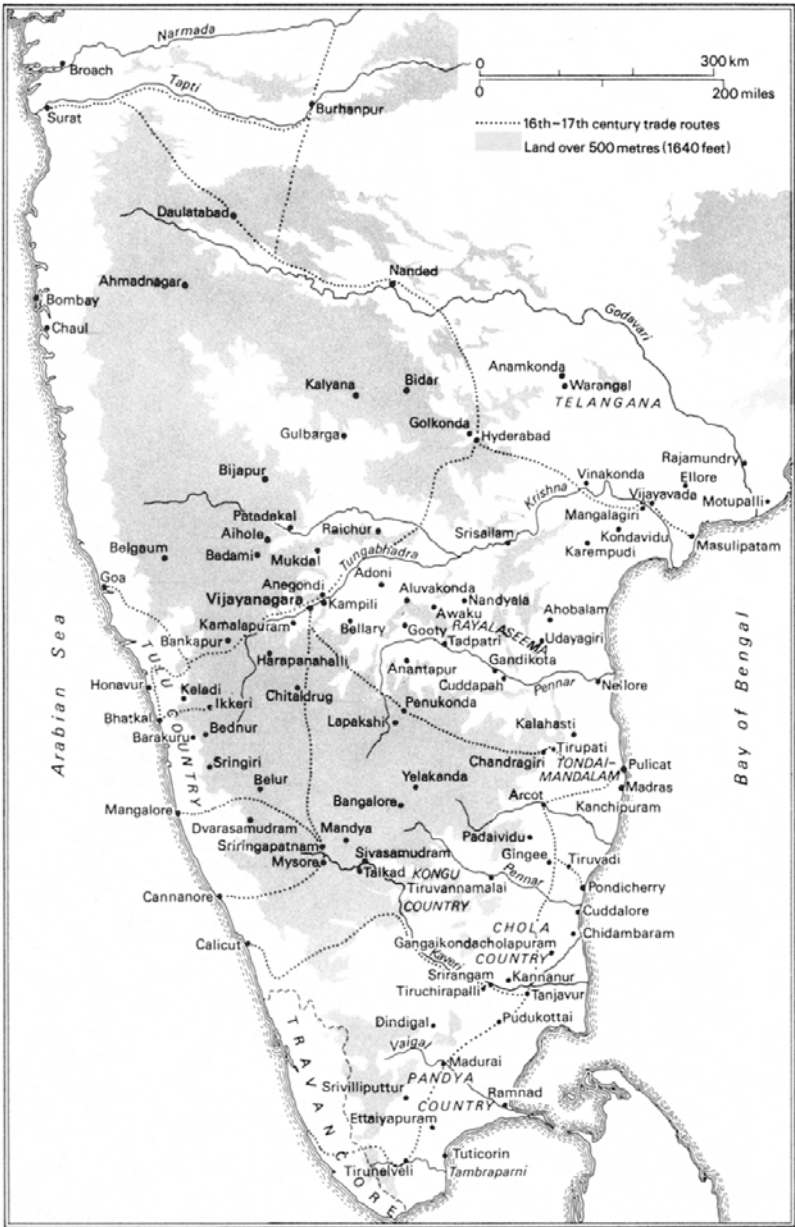 Narmada
Broach
Tapti
Surat
Burhanpur
0 300 km
0 200 miles
16th–17th century trade routes
Land over 500 metres (1640 feet)
Daulatabad
Ahmadnagar
Nanded
Bombay
Chaul
Godavari
Anamkonda
Warangal
TELANGANA
Kalyana
Bidar
Gulbarga
Golkonda
Hyderabad
Rajamundry
Bijapur
Krishna
Vinakonda
Ellore
Vijayavada
Motupalli
Mangalagiri
Patadakal
Raichur
Srisailam
Kondavidu
Masulipatam
Aihole
Belgaum
Badami
Mukdal
Tungabhadra
Karempudi
Goa
Anegondi
Adoni
Vijayanagara
Kampili
Aluvakonda
Nandyala
Awaku
Ahobalam
Kamalapuram
Bellary
Gooty
RAYALASEEMA
Udayagiri
Bankapur
Tadpatri
Harapanahalli
Anantapur
Gandikota
Cuddapah
Pennar
Nellore
Honavur
Keladi
Chitaldrug
Ikkeri
Penukonda
Bhatkal
Lapakshi
Kalahasti
Barakuru
Bednur
Tirupati
Chandragiri
TONDAI-
MANDALAM
Pulicat
Sringiri
TULU COUNTRY
Belur
Yelakanda
Madras
Bangalore
Arcot
Kanchipuram
Mangalore
Dvarasamudram
Mandya
Padaividu
Sriringapatnam
Sivasamudram
Gingee
Tiruvadi
Mysore
Talkad
KONGU
COUNTRY
Tiruvannamalai
Pennar
Pondicherry
Cannanore
Cuddalore
CHOLA
COUNTRY
Chidambaram
Calicut
Gangaikondacholapuram
Kaveri
Srirangam
Kannanur
Tiruchirapalli
Tanjavur
Dindigal
Pudukottai
Vaigai
Madurai
PANDYA
COUNTRY
Srivilliputtur
Ramnad
Ettaiyapuram
TRAVANCORE
Tuticorin
Tirunelveli
Tambraparni
Arabian Sea
Bay of Bengal